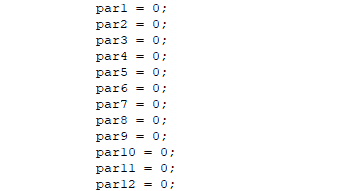 par1 = 0;
par2 = 0;
par3 = 0;
par4 = 0;
par5 = 0;
par6 = 0;
par7 = 0;
par8 = 0;
par9 = 0;
par10 = 0;
par11 = 0;
par12 = 0;